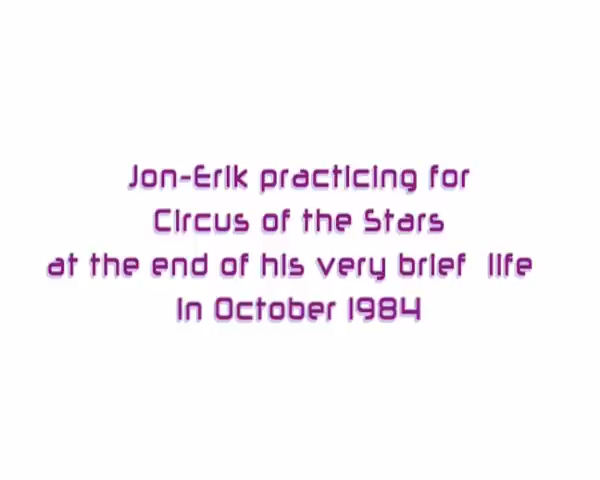 Jon-Erik practicing for
Circus of the Stars
at the end of his very brief life
in October 1984